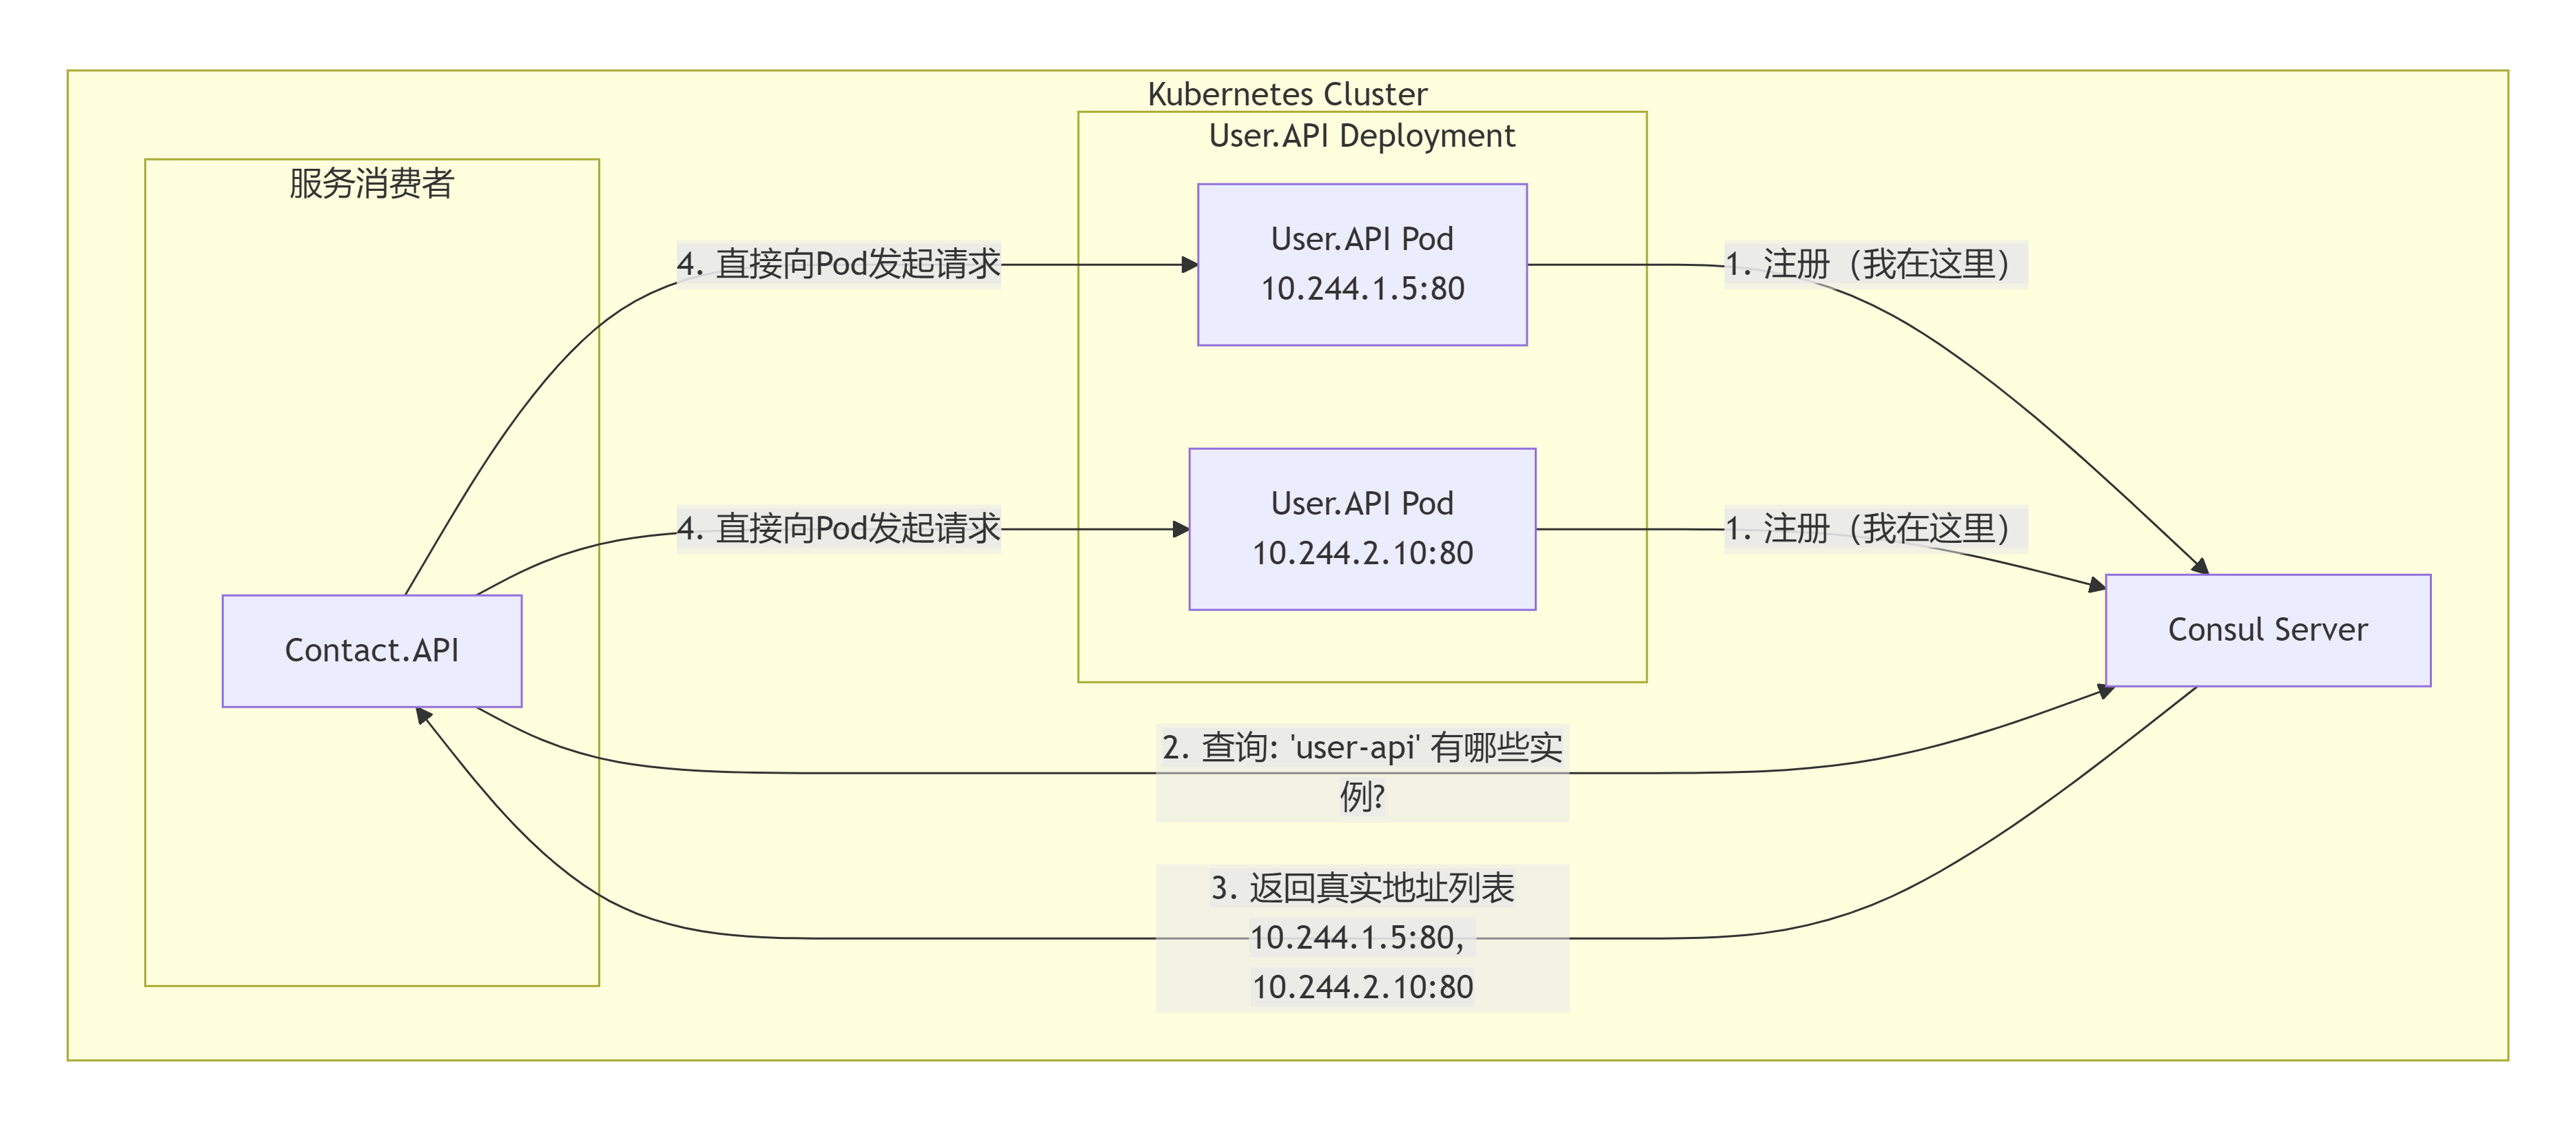 Kubernetes Cluster
User.API Deployment
服务消费者
User.API Pod
10.244.1.5:80
4. 直接向Pod发起请求
1. 注册（我在这里）
User.API Pod
10.244.2.10:80
4. 直接向Pod发起请求
1. 注册（我在这里）
Contact.API
Consul Server
2. 查询: 'user-api' 有哪些实
例?
3. 返回真实地址列表
10.244.1.5:80,
10.244.2.10:80